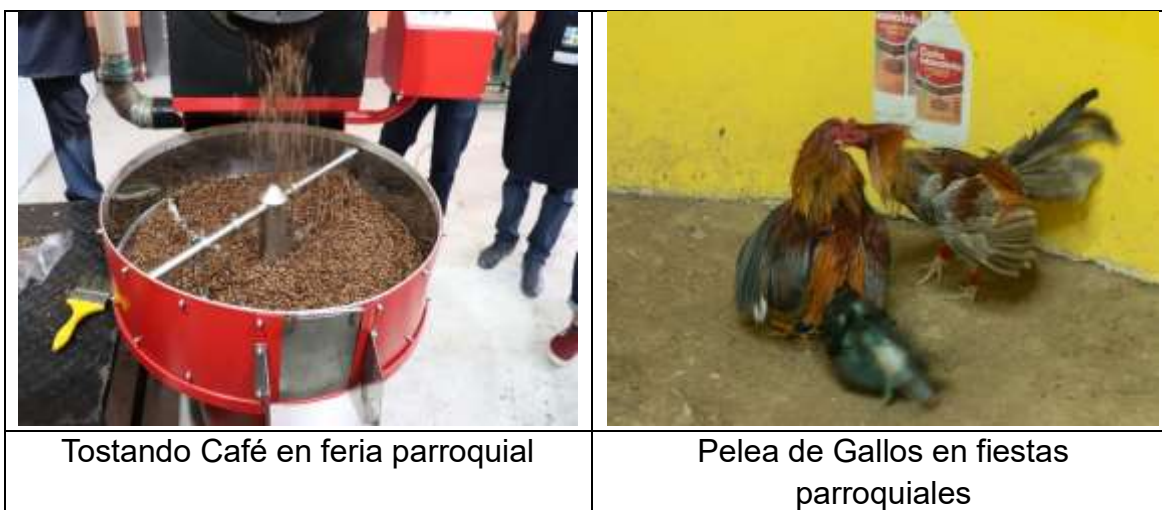 Tostando Café en feria parroquial
Pelea de Gallos en fiestas
parroquiales